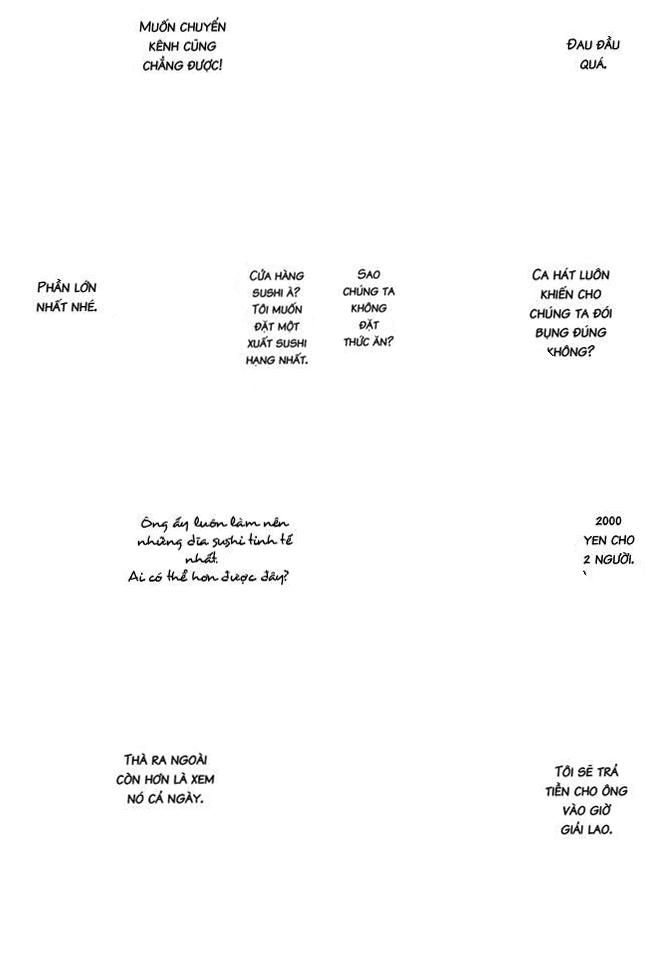 MUỐN CHUYỂN
KÊNH CŨNG
CHẲNG ĐƯỢC!
ĐAU ĐẦU
QUÁ.
CA HÁT LUÔN
KHIẾN CHO
CHÚNG TA ĐÓI
BỤNG ĐÚNG
KHÔNG?
SAO
CHÚNG TA
KHÔNG
ĐẶT
THỨC ĂN?
CỬA HÀNG
SUSHI À?
TÔI MUỐN
ĐẶT MỘT
XUẤT SUSHI
HẠNG NHẤT.
PHẦN LỚN
NHẤT NHÉ.
2000
YEN CHO
2 NGƯỜI.
Ông ấy luôn làm nên
những dĩa sushi tinh tế
nhất.
Ai có thể hơn được đây?
TÔI SẼ TRẢ
TIỀN CHO ÔNG
VÀO GIỜ
GIẢI LAO.
THÀ RA NGOÀI
CÒN HƠN LÀ XEM
NÓ CẢ NGÀY.